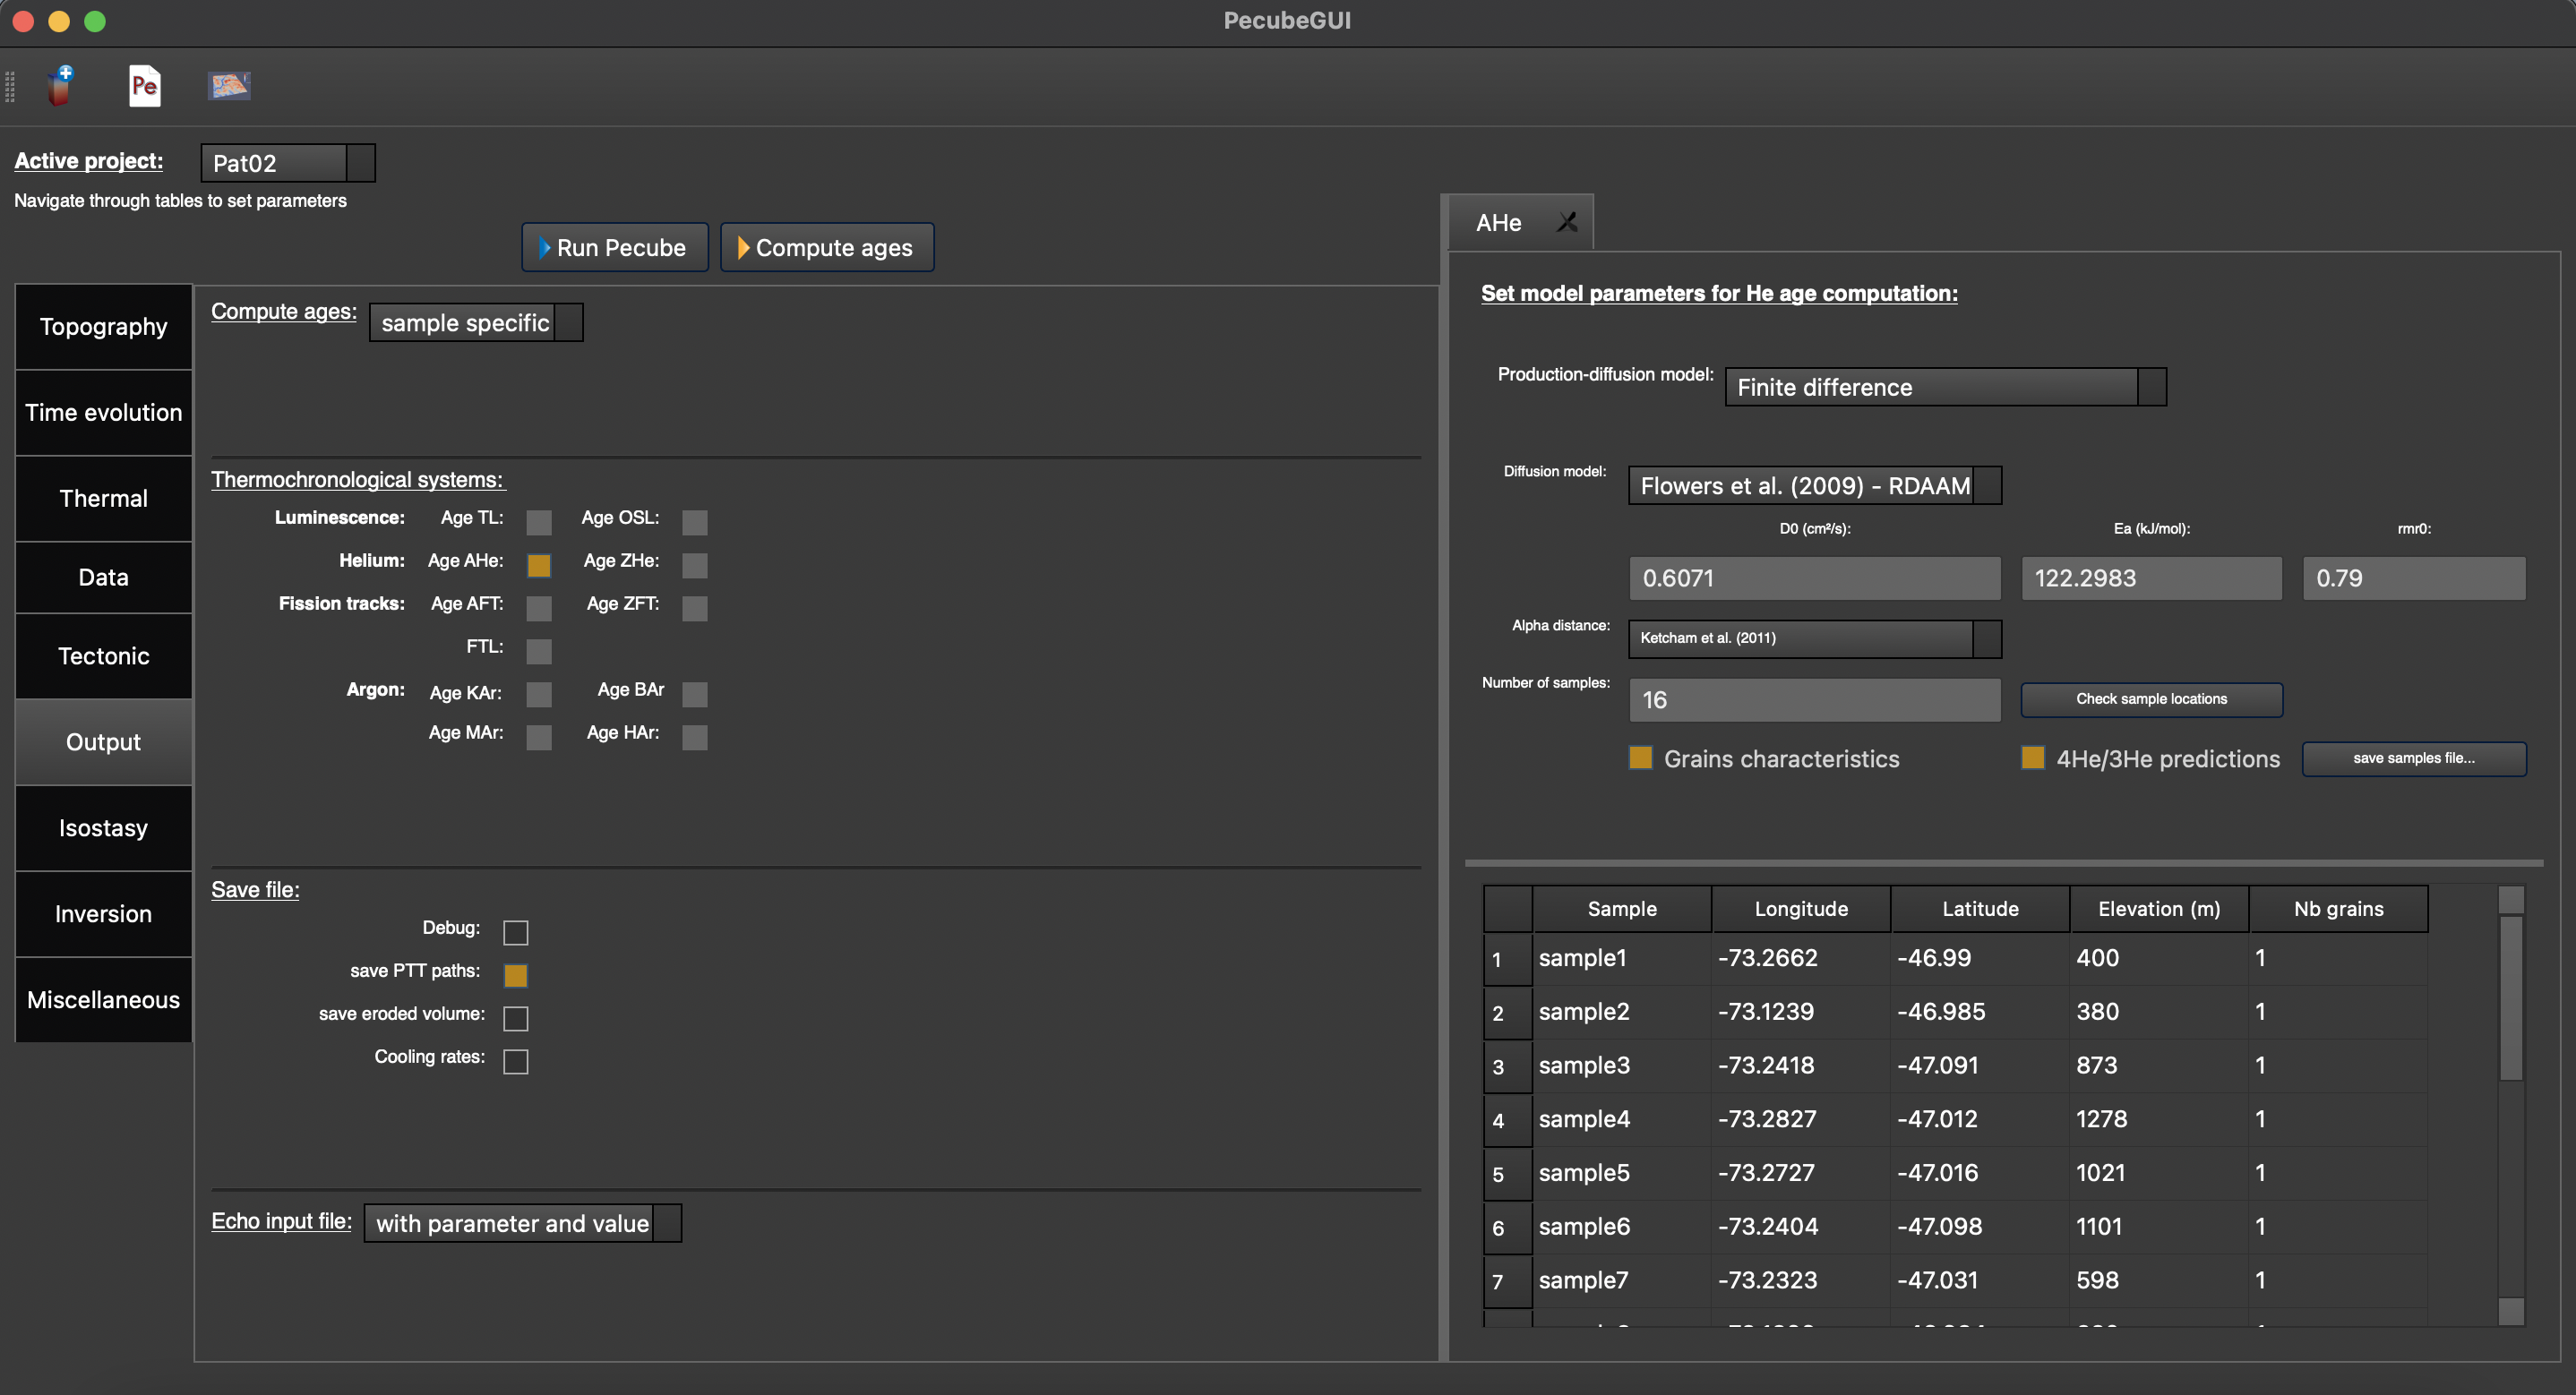 PecubeGUI
Pe
Active project: Pat02
Navigate through tables to set parameters
Run Pecube Compute ages
Topography
Time evolution
Thermal
Data
Tectonic
Output
Isostasy
Inversion
Miscellaneous
Compute ages: sample specific
Thermochronological systems:
Luminescence: Age TL: Age OSL:
Helium: Age AHe: Age ZHe:
Fission tracks: Age AFT: Age ZFT:
FTL:
Argon: Age KAr: Age BAr
Age MAr: Age HAr:
Save file:
Debug:
save PTT paths:
save eroded volume:
Cooling rates:
Echo input file: with parameter and value
AHe
Set model parameters for He age computation:
Production-diffusion model: Finite difference
Diffusion model: Flowers et al. (2009) - RDAAM
D0 (cm²/s): Ea (kJ/mol): rmr0:
0.6071 122.2983 0.79
Alpha distance: Ketcham et al. (2011)
Number of samples: 16 Check sample locations
Grains characteristics 4He/3He predictions save samples file...
Sample Longitude Latitude Elevation (m) Nb grains
1 sample1 -73.2662 -46.99 400 1
2 sample2 -73.1239 -46.985 380 1
3 sample3 -73.2418 -47.091 873 1
4 sample4 -73.2827 -47.012 1278 1
5 sample5 -73.2727 -47.016 1021 1
6 sample6 -73.2404 -47.098 1101 1
7 sample7 -73.2323 -47.031 598 1